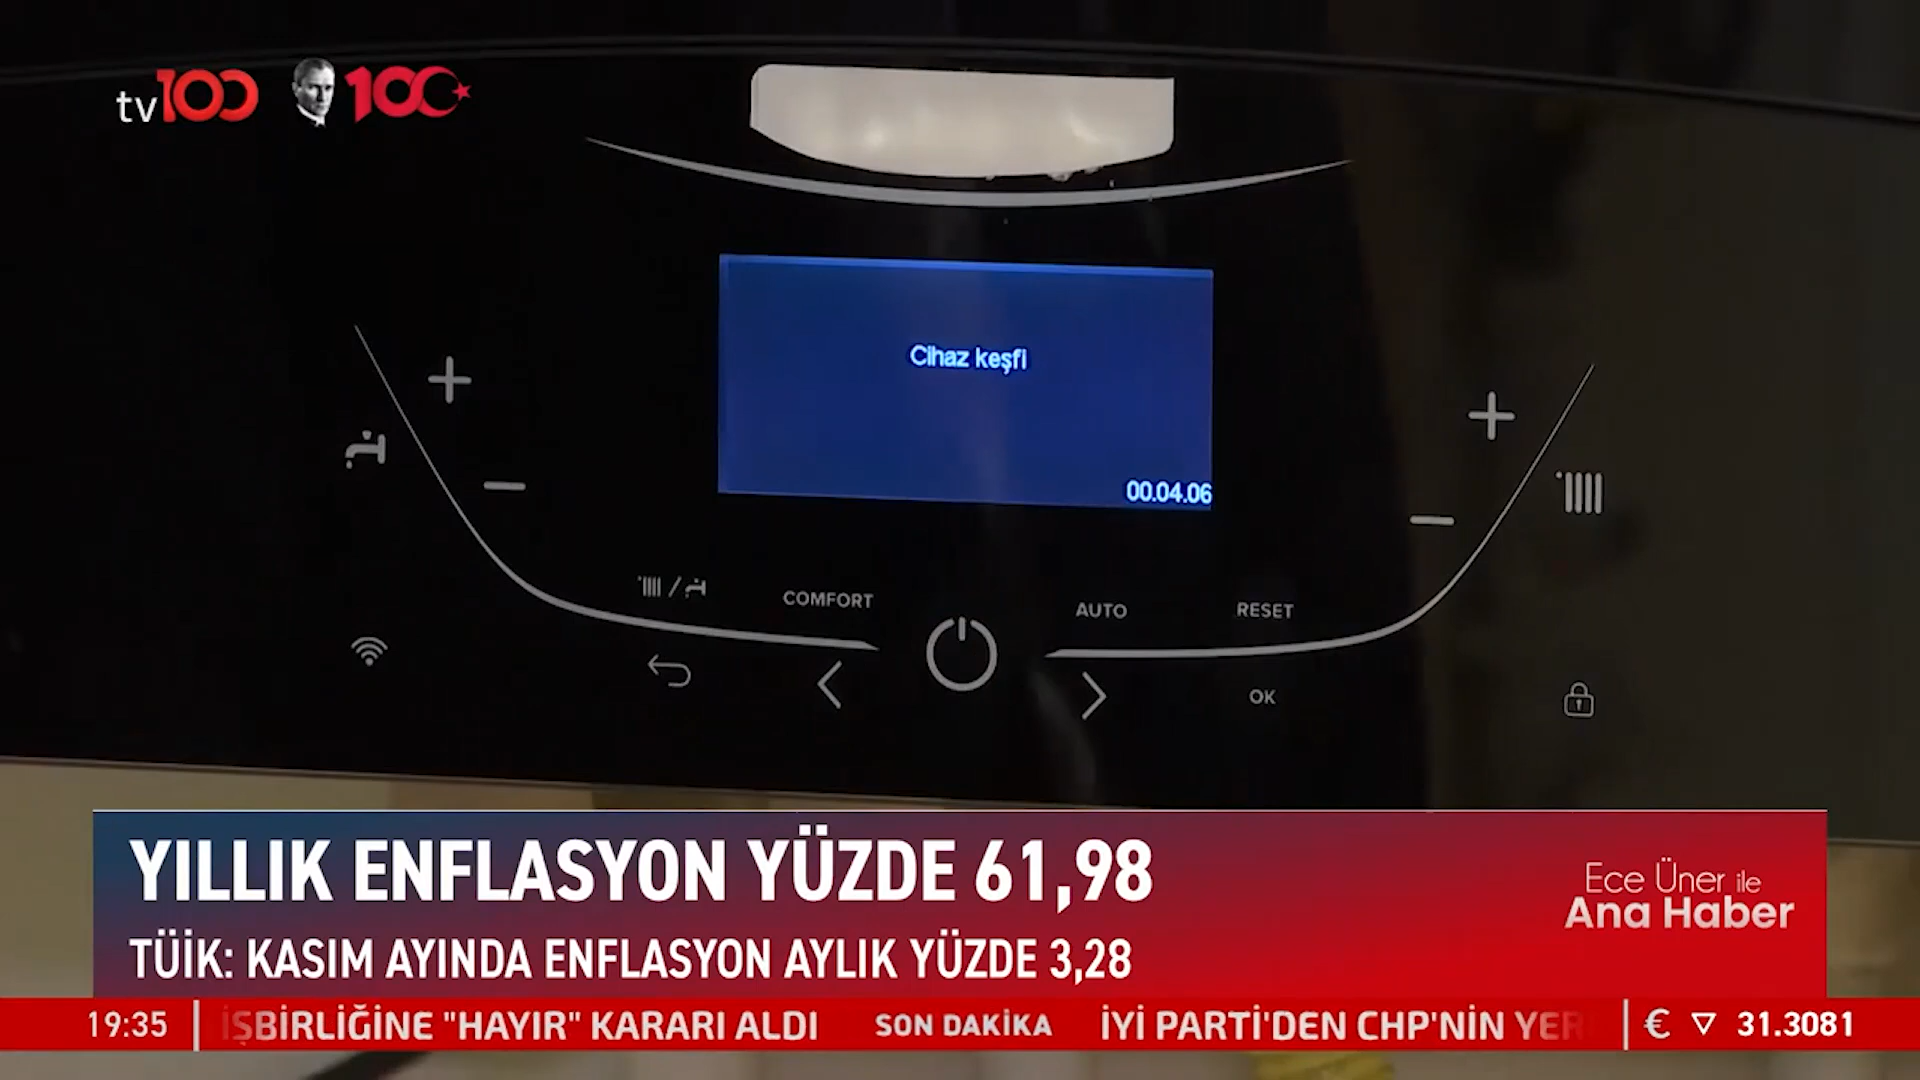 tv100 100
Cihaz keşfi
00.04.06
COMFORT
AUTO
RESET
OK
YILLIK ENFLASYON YÜZDE 61,98
TÜİK: KASIM AYINDA ENFLASYON AYLIK YÜZDE 3,28
Ece Üner ile
Ana Haber
19:35 İŞBİRLİĞİNE "HAYIR" KARARI ALDI SON DAKİKA İYİ PARTİ'DEN CHP'NİN YER € 31.3081